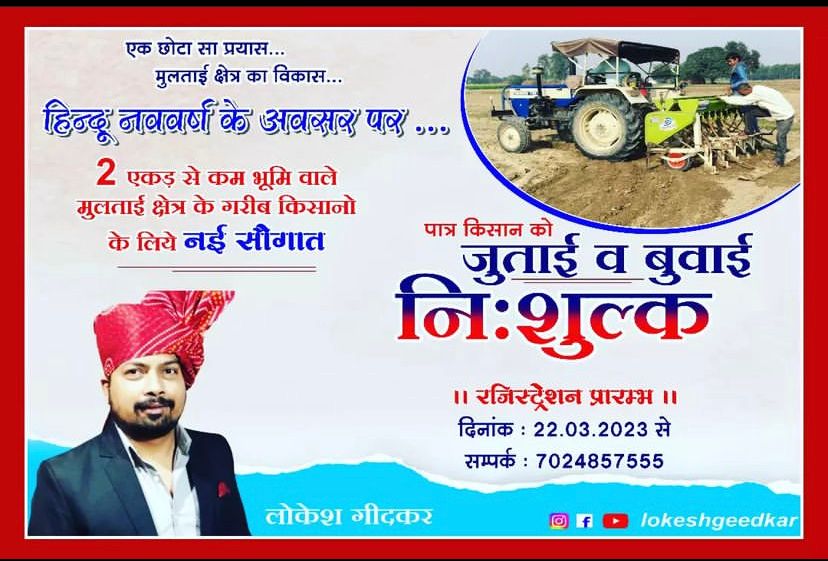 एक छोटा सा प्रयास...
मुलताई क्षेत्र का विकास...
हिन्दू नववर्ष के अवसर पर ...
2 एकड़ से कम भूमि वाले
मुलताई क्षेत्र के गरीब किसानो
के लिये नई सौगात
पात्र किसान को
जुताई व बुवाई
निःशुल्क
।। रजिस्ट्रेशन प्रारम्भ ।।
दिनांक : 22.03.2023 से
सम्पर्क : 7024857555
लोकेश गीदकर
lokeshgeedkar